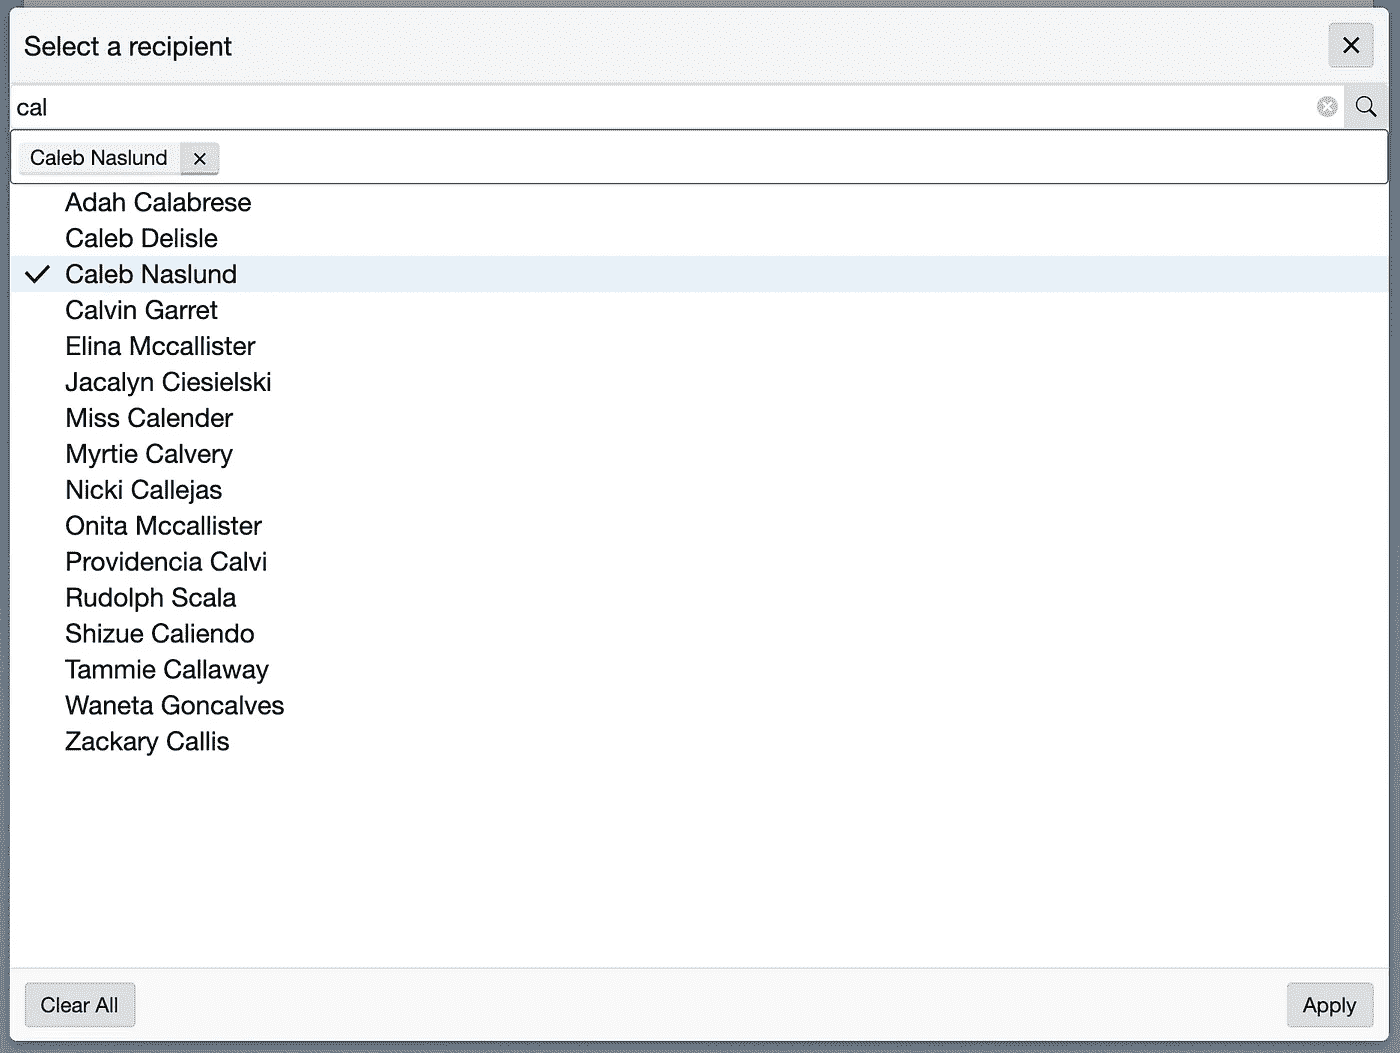 Select a recipient
cal
Caleb Naslund
Adah Calabrese
Caleb Delisle
Caleb Naslund
Calvin Garret
Elina Mccallister
Jacalyn Ciesielski
Miss Calender
Myrtie Calvery
Nicki Callejas
Onita Mccallister
Providencia Calvi
Rudolph Scala
Shizue Caliendo
Tammie Callaway
Waneta Goncalves
Zackary Callis
Clear All
Apply